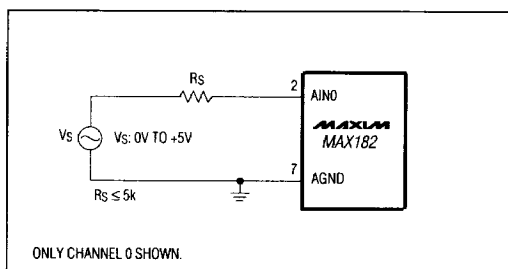 RS
2
AIN0
MAXIM
MAX182
VS
VS: 0V TO +5V
7
AGND
RS ≤ 5k
ONLY CHANNEL 0 SHOWN.